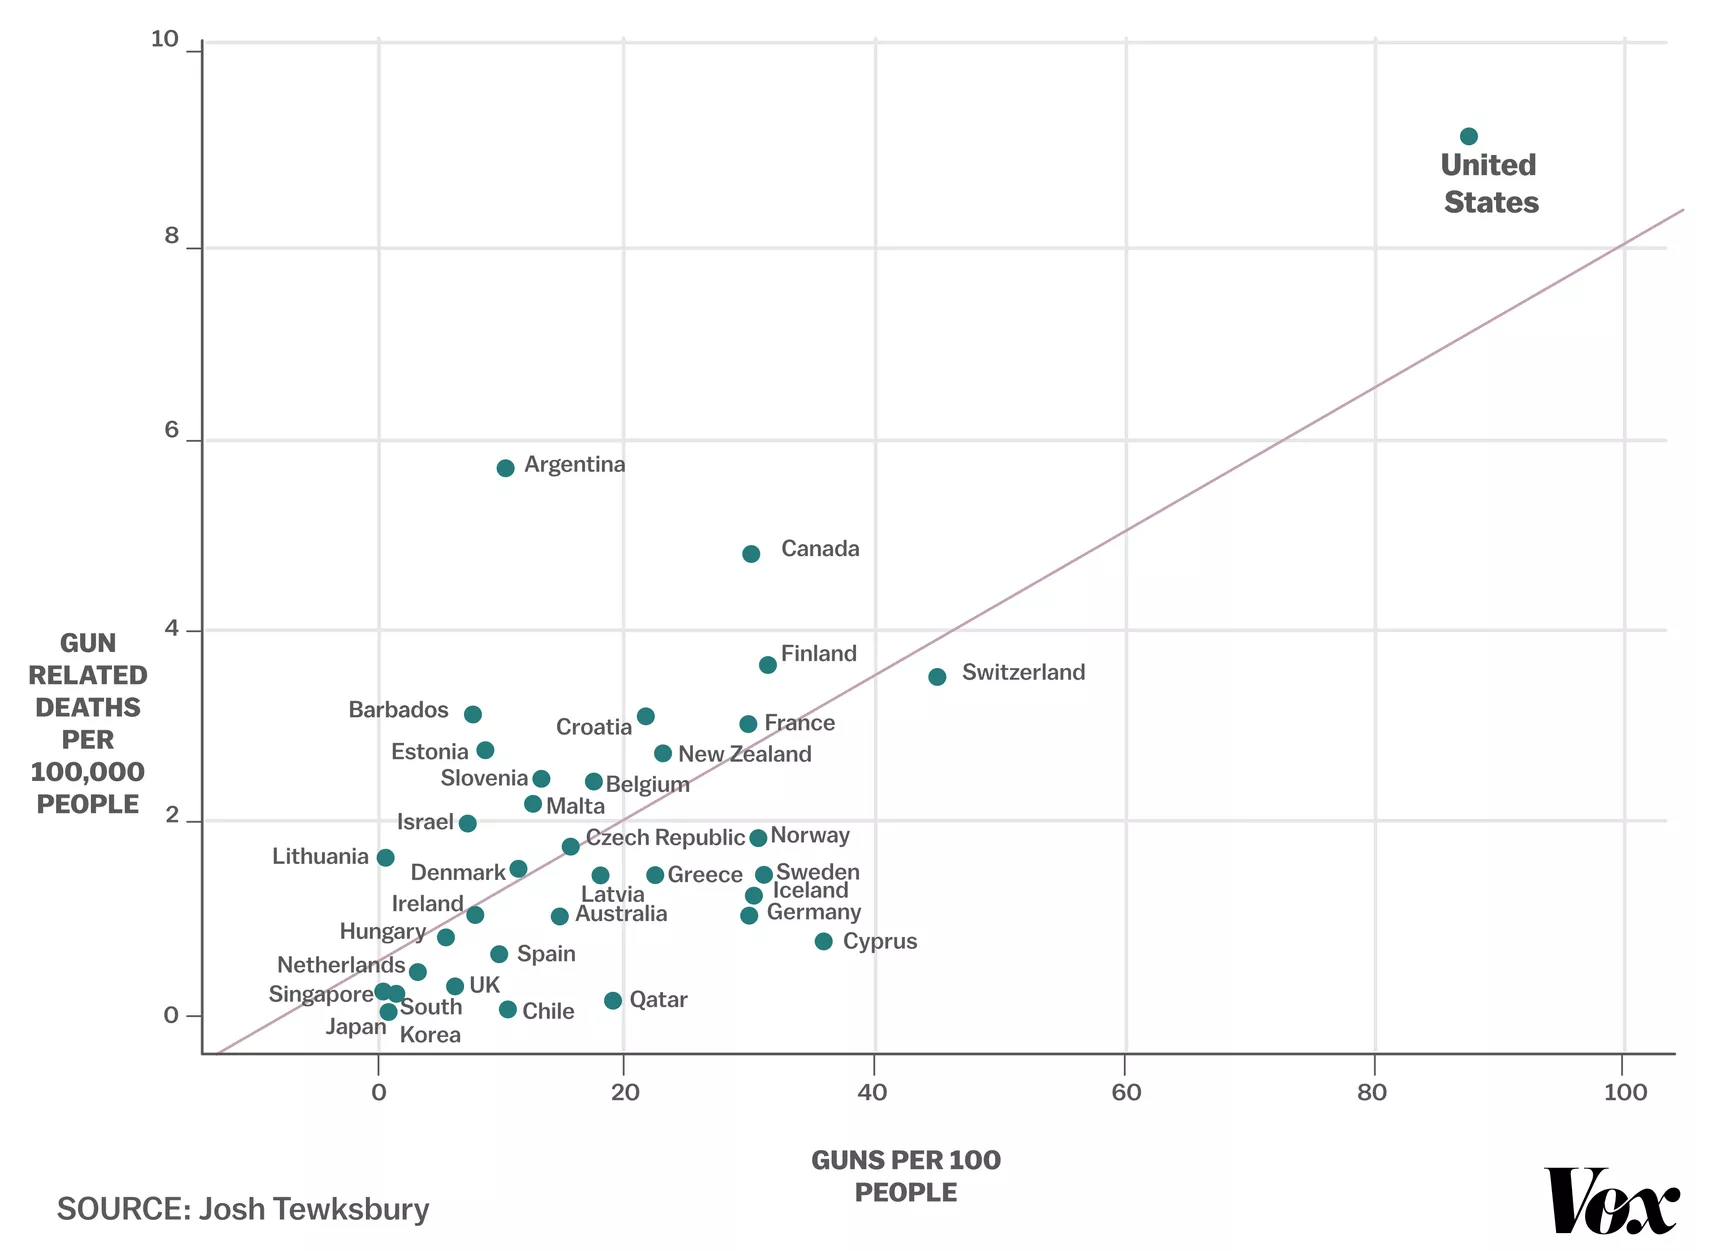 10
United
States
8
6
Argentina
Canada
4
Finland
Switzerland
GUN
RELATED
DEATHS
PER
100,000
PEOPLE
Barbados
Croatia
France
Estonia
New Zealand
Slovenia
Belgium
Malta
2
Israel
Czech Republic
Norway
Lithuania
Denmark
Greece
Sweden
Latvia
Iceland
Ireland
Australia
Germany
Hungary
Cyprus
Spain
Netherlands
UK
Singapore
South
Korea
Qatar
Chile
0
Japan
0
20
40
60
80
100
GUNS PER 100
PEOPLE
SOURCE: Josh Tewksbury
Vox